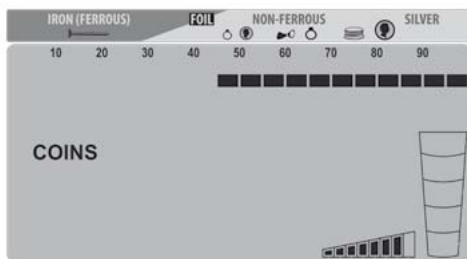 IRON (FERROUS) FOIL NON-FERROUS SILVER
10 20 30 40 50 60 70 80 90
COINS